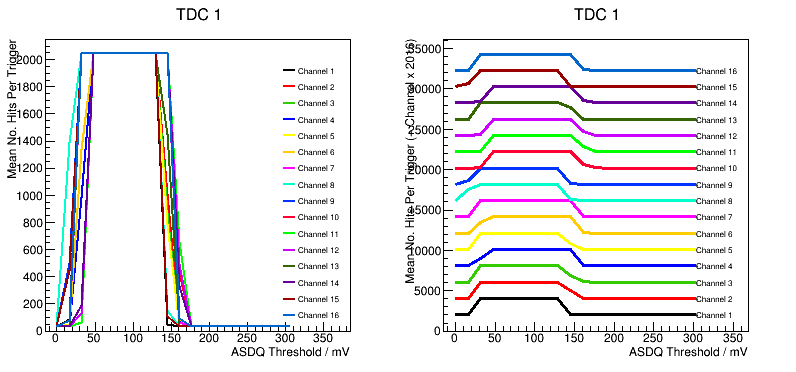 TDC 1
Mean No. Hits Per Trigger
2000
1800
1600
1400
1200
1000
800
600
400
200
0
0 50 100 150 200 250 300 350
ASDQ Threshold / mV
Channel 1
Channel 2
Channel 3
Channel 4
Channel 5
Channel 6
Channel 7
Channel 8
Channel 9
Channel 10
Channel 11
Channel 12
Channel 13
Channel 14
Channel 15
Channel 16
TDC 1
Mean No. Hits Per Trigger (+ Channel x 2016)
35000
30000
25000
20000
15000
10000
5000
0
0 50 100 150 200 250 300 350
ASDQ Threshold / mV
Channel 16
Channel 15
Channel 14
Channel 13
Channel 12
Channel 11
Channel 10
Channel 9
Channel 8
Channel 7
Channel 6
Channel 5
Channel 4
Channel 3
Channel 2
Channel 1